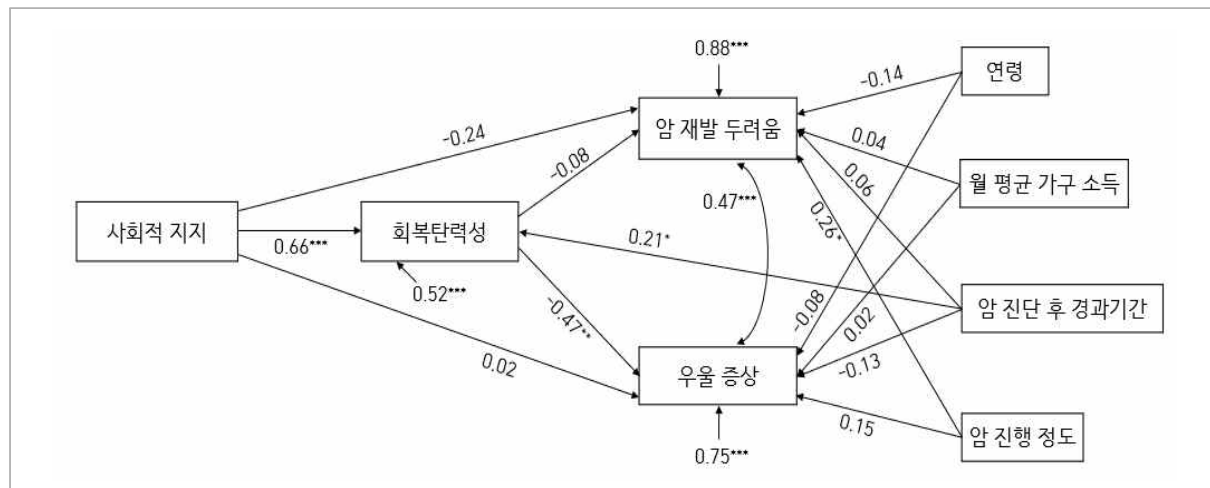 0.88***
연령
-0.14
암 재발 두려움
-0.24
0.04
-0.08
월 평균 가구 소득
0.06
0.47***
사회적 지지
회복탄력성
0.26*
0.21*
0.66***
0.52***
-0.08
암 진단 후 경과기간
-0.47**
0.02
0.02
-0.13
우울 증상
0.15
암 진행 정도
0.75***